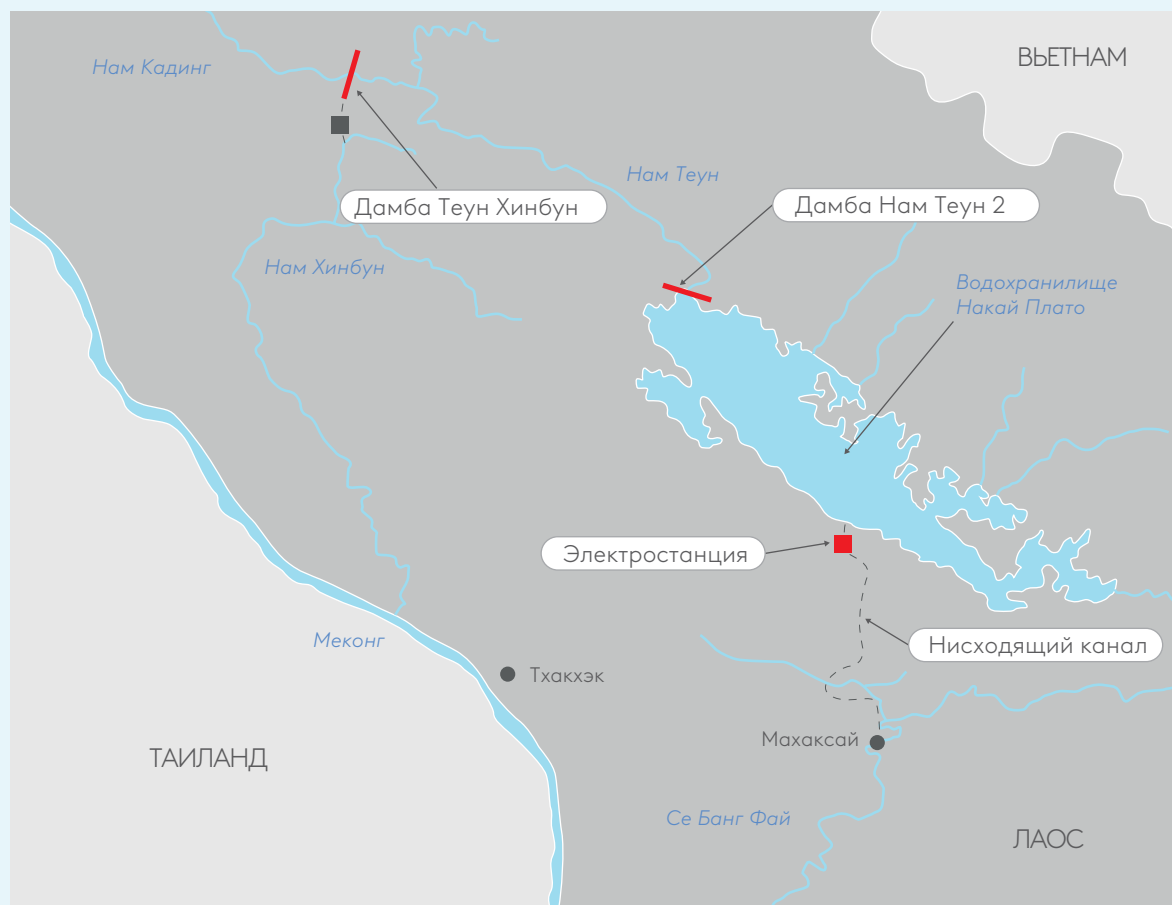 ВЬЕТНАМ
Нам Кадинг
Нам Теун
Дамба Теун Хинбун
Дамба Нам Теун 2
Нам Хинбун
Водохранилище
Накай Плато
Электростанция
Меконг
Нисходящий канал
Тхакхэк
Махаксай
ТАИЛАНД
Се Банг Фай
ЛАОС